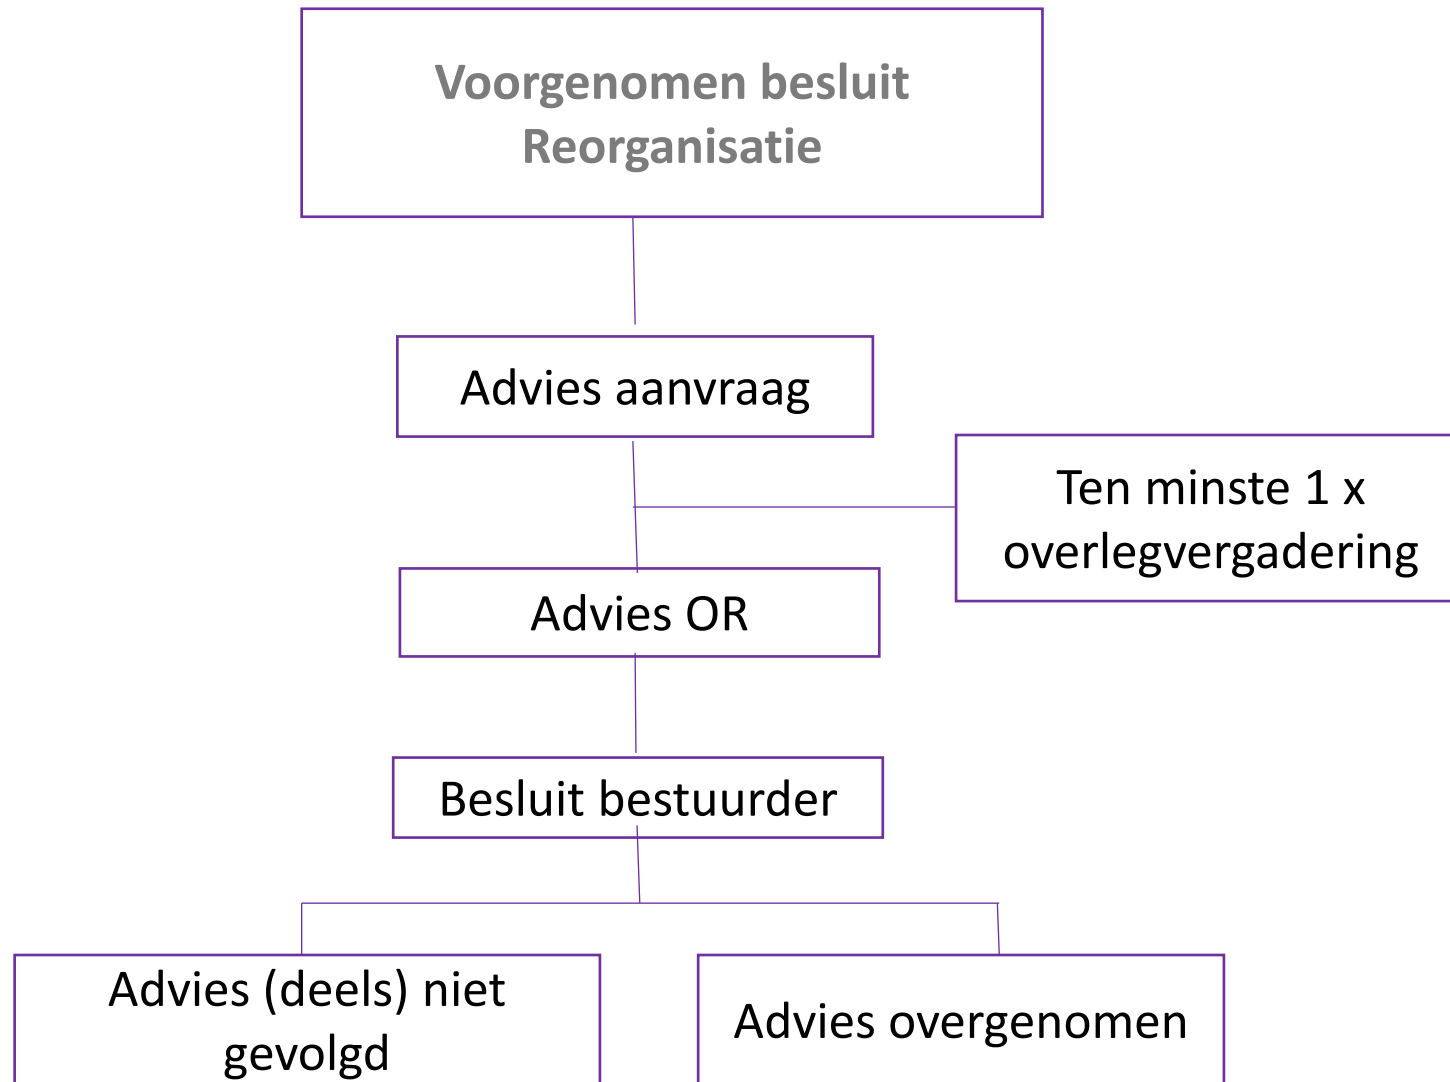 Voorgenomen besluit
Reorganisatie
Advies aanvraag
Ten minste 1 x
overlegvergadering
Advies OR
Besluit bestuurder
Advies (deels) niet
gevolgd
Advies overgenomen